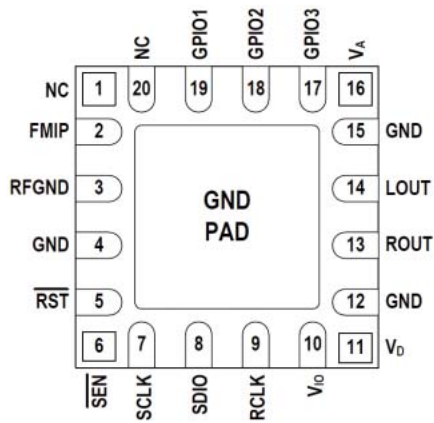 NC
GPIO1
GPIO2
GPIO3
VA
NC 1 20 19 18 17 16
FMIP 2 15 GND
RFGND 3 GND 14 LOUT
PAD
GND 4 13 ROUT
RST 5 12 GND
6 7 8 9 10 11 VD
SEN
SCLK
SDIO
RCLK
VIO